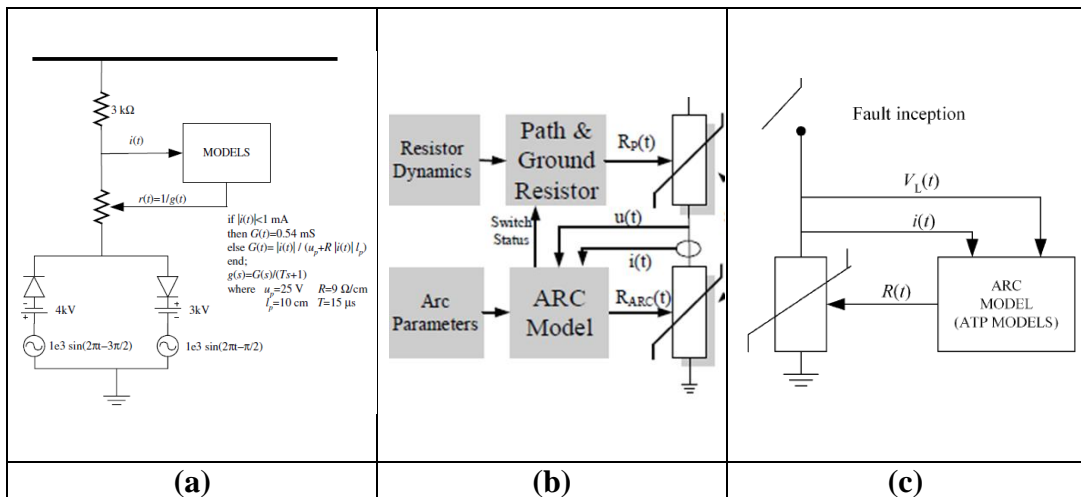 3 kΩ
i(t)
MODELS
r(t)=1/g(t)
if |i(t)|<1 mA
then G(t)=0.54 mS
else G(t)= |i(t)| / (u_p+R |i(t)| l_p)
end;
g(s)=G(s)/(Ts+1)
where u_p=25 V R=9 Ω/cm
l_p=10 cm T=15 μs
4kV
3kV
1e3 sin(2πt−3π/2)
1e3 sin(2πt−π/2)
(a)
Resistor
Dynamics
Path &
Ground
Resistor
R_P(t)
Switch
Status
u(t)
i(t)
Arc
Parameters
ARC
Model
R_ARC(t)
(b)
Fault inception
V_L(t)
i(t)
R(t)
ARC
MODEL
(ATP MODELS)
(c)